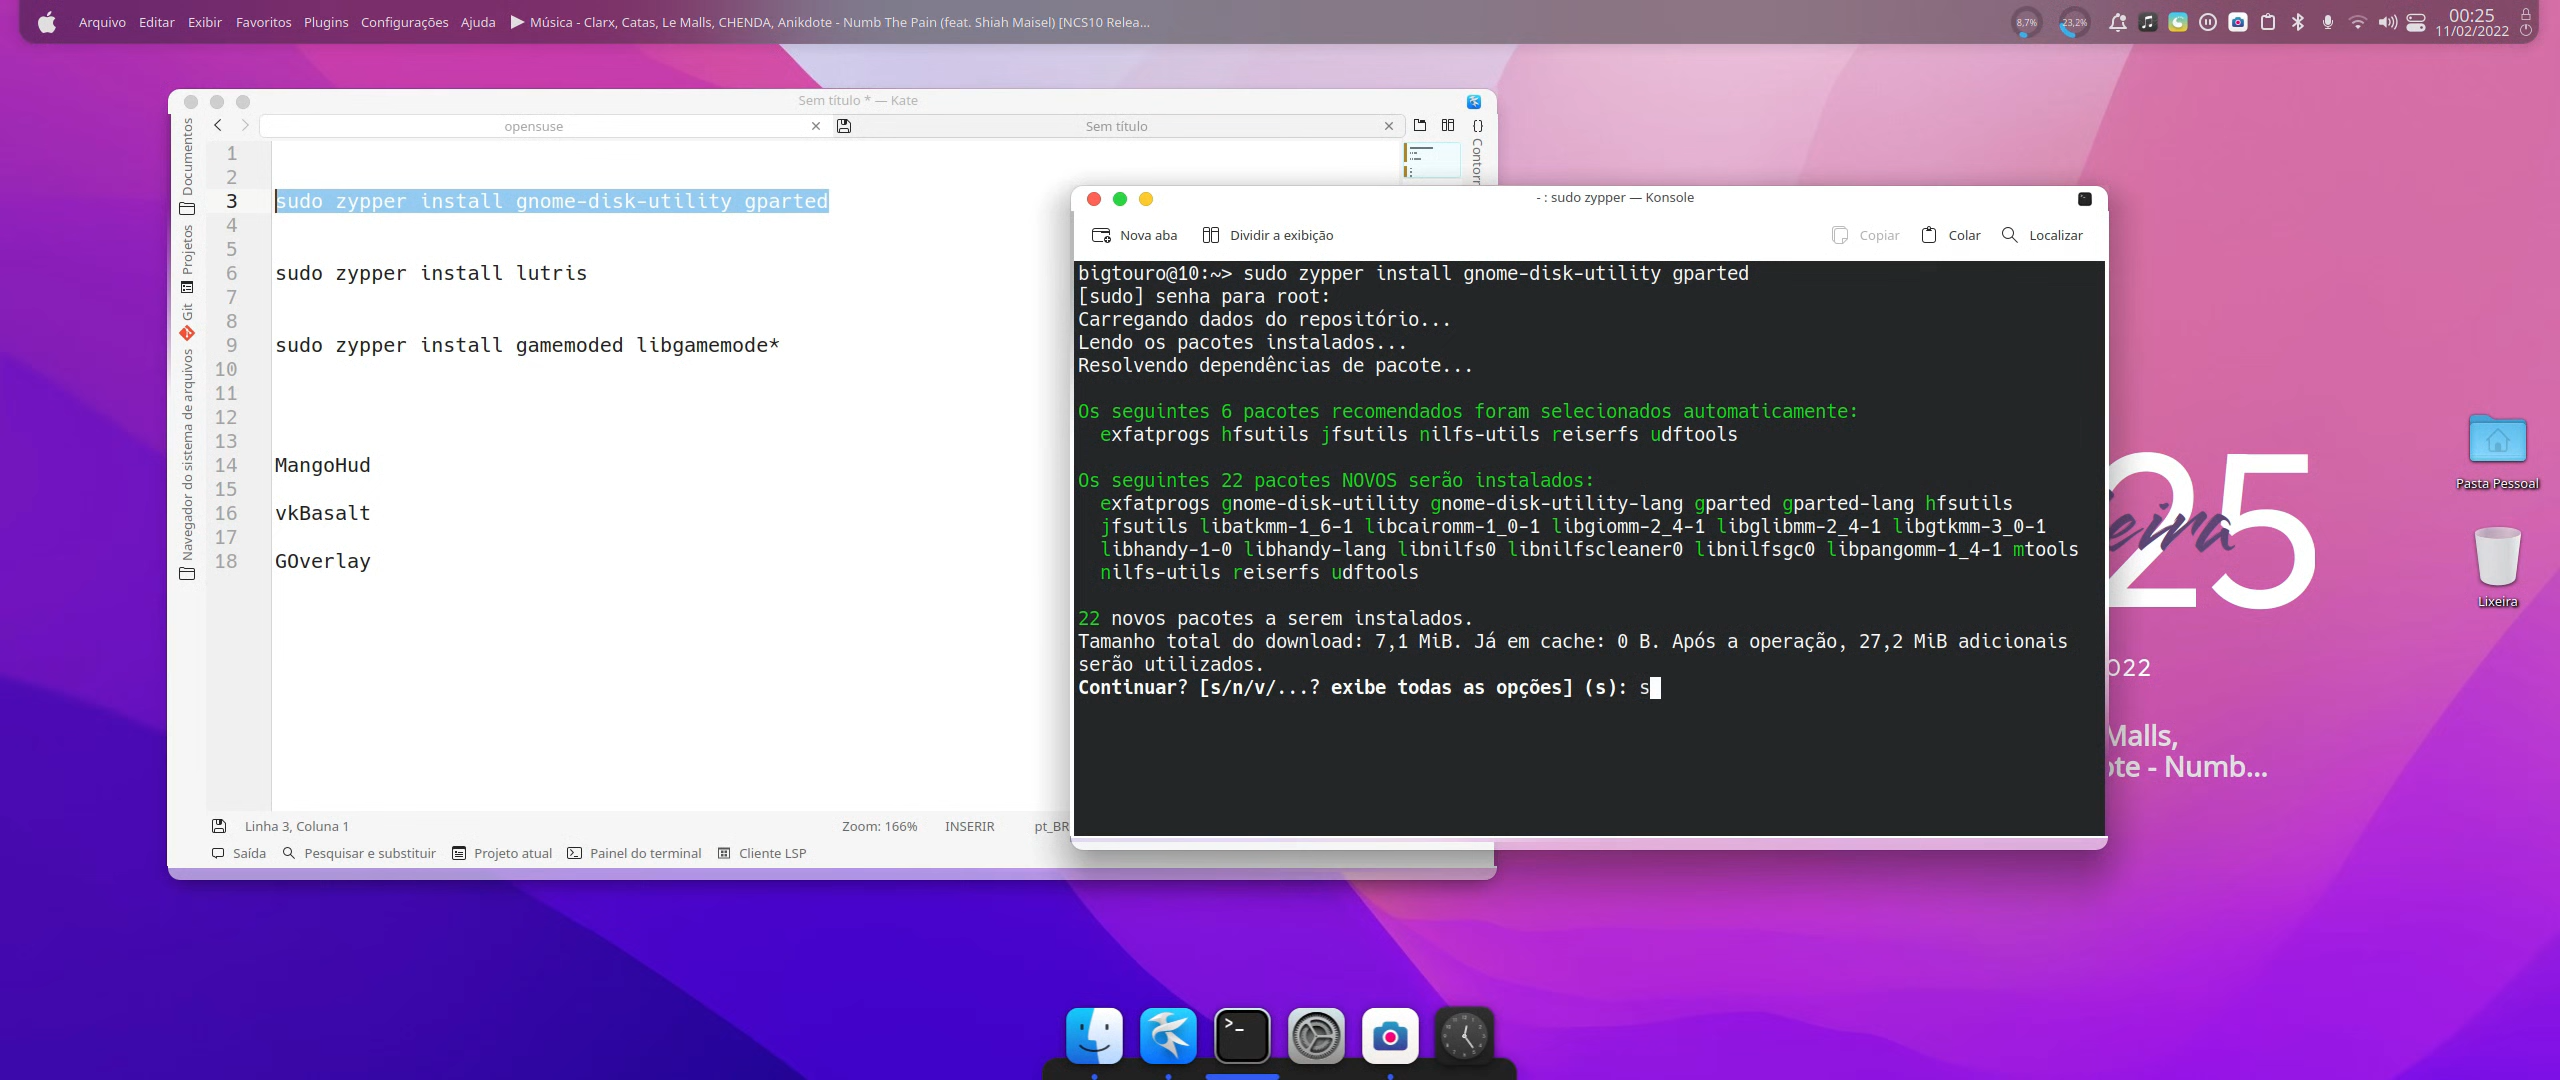 Arquivo Editar Exibir Favoritos Plugins Configurações Ajuda Música - Clarx, Catas, Le Malls, CHENDA, Anikdote - Numb The Pain (feat. Shiah Maisel) [NCS10 Relea...
8,7% 23,2% 00:25
11/02/2022
Sem título * — Kate
opensuse
Sem título
Documentos
Projetos
Git
Navegador do sistema de arquivos
Contorn
1
2
3 sudo zypper install gnome-disk-utility gparted
4
5
6 sudo zypper install lutris
7
8
9 sudo zypper install gamemoded libgamemode*
10
11
12
13
14 MangoHud
15
16 vkBasalt
17
18 GOverlay
Linha 3, Coluna 1 Zoom: 166% INSERIR pt_BR
Saída Pesquisar e substituir Projeto atual Painel do terminal Cliente LSP
- : sudo zypper — Konsole
Nova aba Dividir a exibição Copiar Colar Localizar
bigtouro@10:~> sudo zypper install gnome-disk-utility gparted
[sudo] senha para root:
Carregando dados do repositório...
Lendo os pacotes instalados...
Resolvendo dependências de pacote...
Os seguintes 6 pacotes recomendados foram selecionados automaticamente:
exfatprogs hfsutils jfsutils nilfs-utils reiserfs udftools
Os seguintes 22 pacotes NOVOS serão instalados:
exfatprogs gnome-disk-utility gnome-disk-utility-lang gparted gparted-lang hfsutils
jfsutils libatkmm-1_6-1 libcairomm-1_0-1 libgiomm-2_4-1 libglibmm-2_4-1 libgtkmm-3_0-1
libhandy-1-0 libhandy-lang libnilfs0 libnilfscleaner0 libnilfsgc0 libpangomm-1_4-1 mtools
nilfs-utils reiserfs udftools
22 novos pacotes a serem instalados.
Tamanho total do download: 7,1 MiB. Já em cache: 0 B. Após a operação, 27,2 MiB adicionais
serão utilizados.
Continuar? [s/n/v/...? exibe todas as opções] (s): s
25
eira
022
Malls,
ote - Numb...
Pasta Pessoal
Lixeira